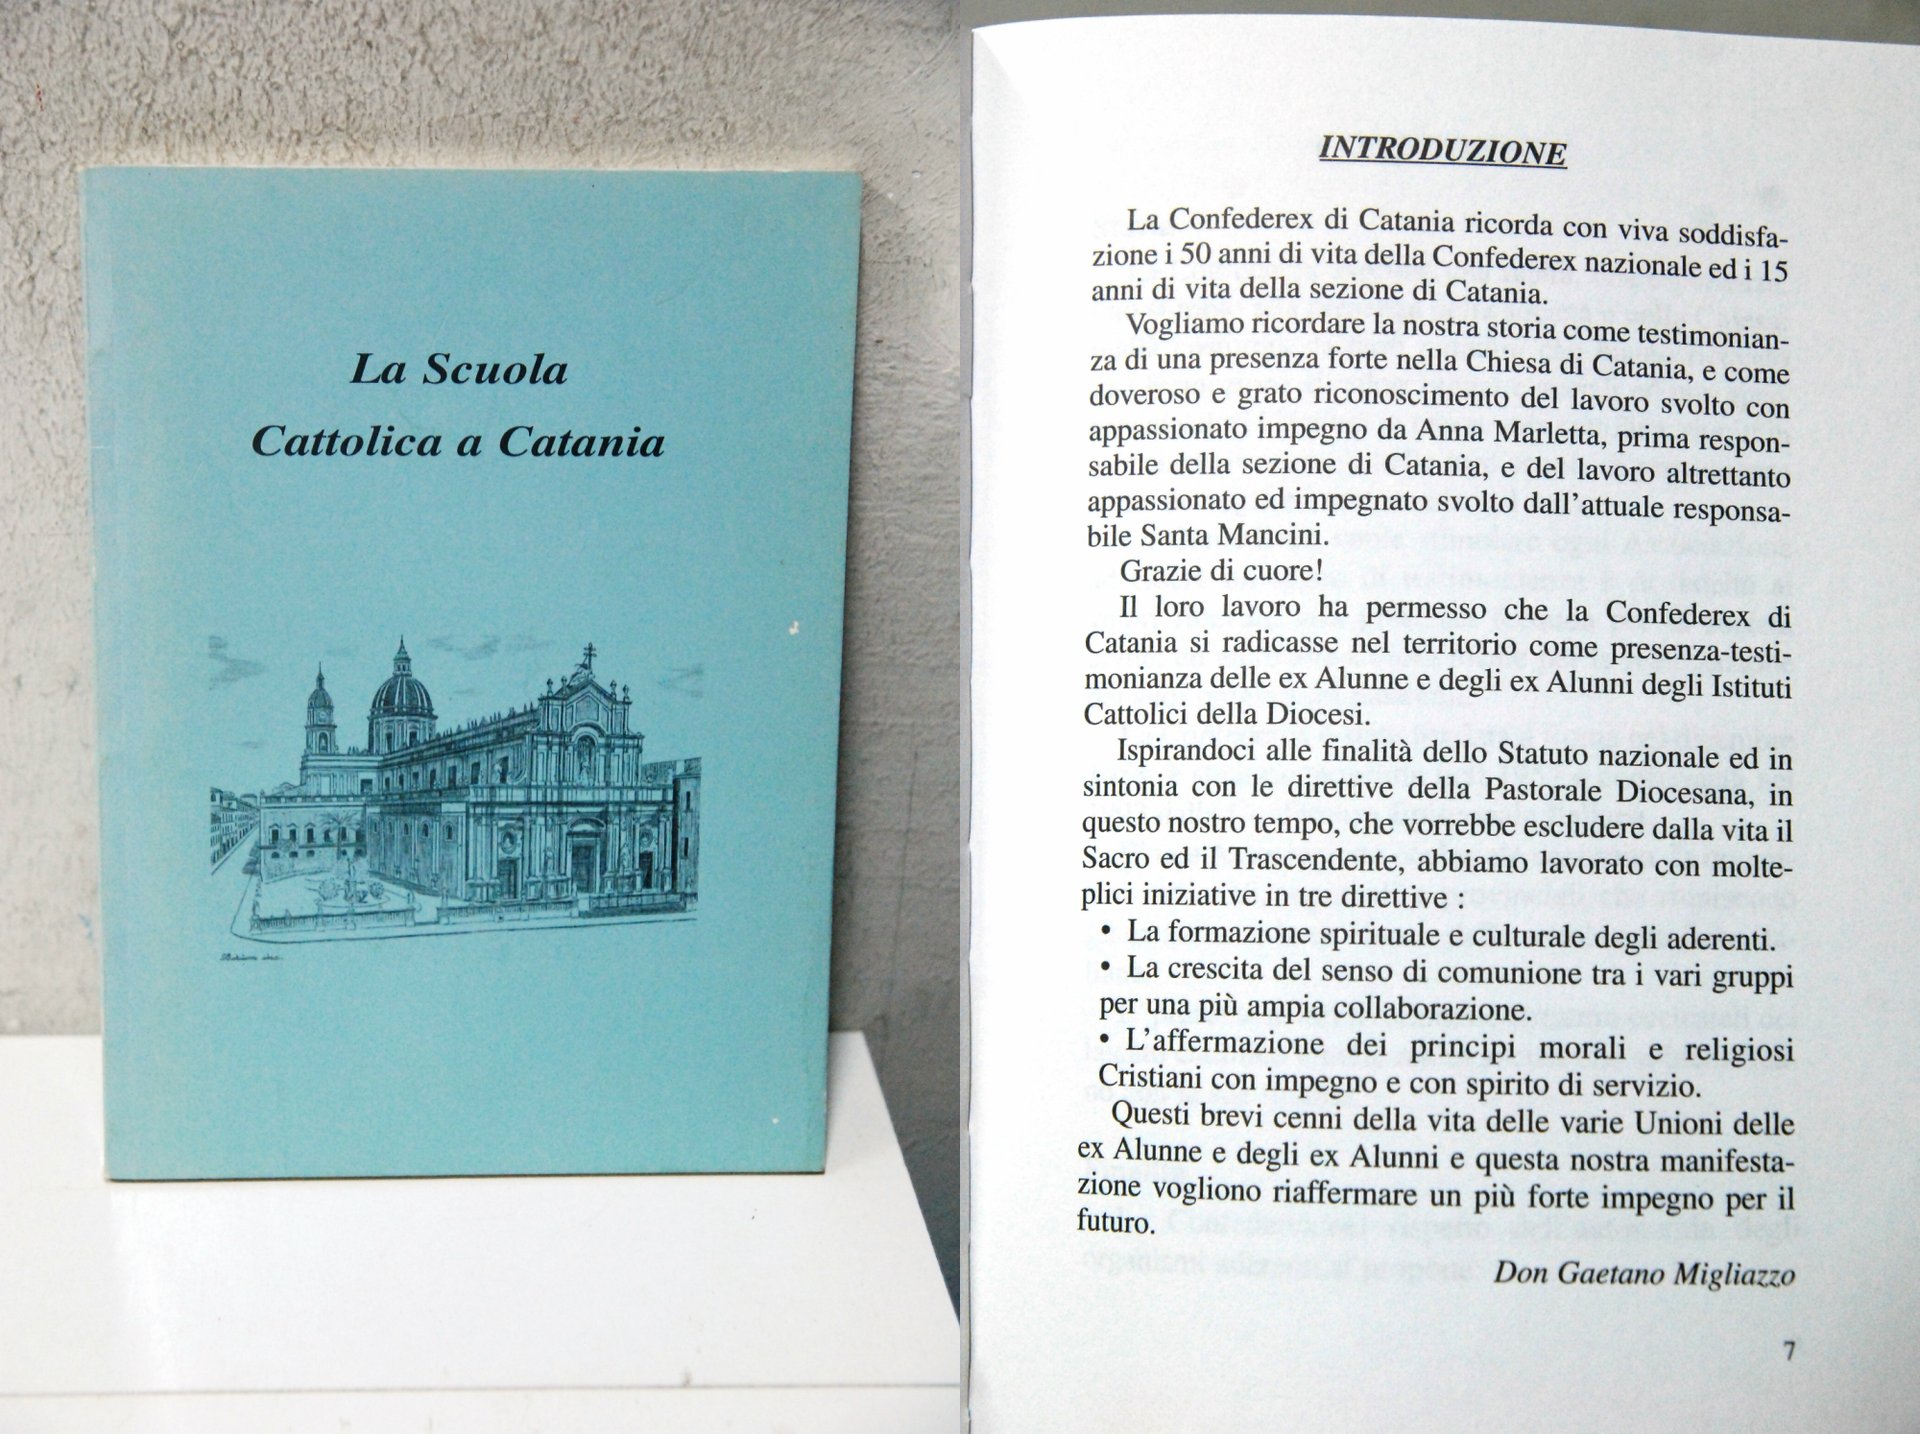 La Scuola
Cattolica a Catania
INTRODUZIONE
La Confederex di Catania ricorda con viva soddisfa-
zione i 50 anni di vita della Confederex nazionale ed i 15
anni di vita della sezione di Catania.
Vogliamo ricordare la nostra storia come testimonian-
za di una presenza forte nella Chiesa di Catania, e come
doveroso e grato riconoscimento del lavoro svolto con
appassionato impegno da Anna Marletta, prima respon-
sabile della sezione di Catania, e del lavoro altrettanto
appassionato ed impegnato svolto dall'attuale responsa-
bile Santa Mancini.
Grazie di cuore!
Il loro lavoro ha permesso che la Confederex di
Catania si radicasse nel territorio come presenza-testi-
monianza delle ex Alunne e degli ex Alunni degli Istituti
Cattolici della Diocesi.
Ispirandoci alle finalità dello Statuto nazionale ed in
sintonia con le direttive della Pastorale Diocesana, in
questo nostro tempo, che vorrebbe escludere dalla vita il
Sacro ed il Trascendente, abbiamo lavorato con molte-
plici iniziative in tre direttive :
• La formazione spirituale e culturale degli aderenti.
• La crescita del senso di comunione tra i vari gruppi
per una più ampia collaborazione.
• L'affermazione dei principi morali e religiosi
Cristiani con impegno e con spirito di servizio.
Questi brevi cenni della vita delle varie Unioni delle
ex Alunne e degli ex Alunni e questa nostra manifesta-
zione vogliono riaffermare un più forte impegno per il
futuro.
Don Gaetano Migliazzo
7